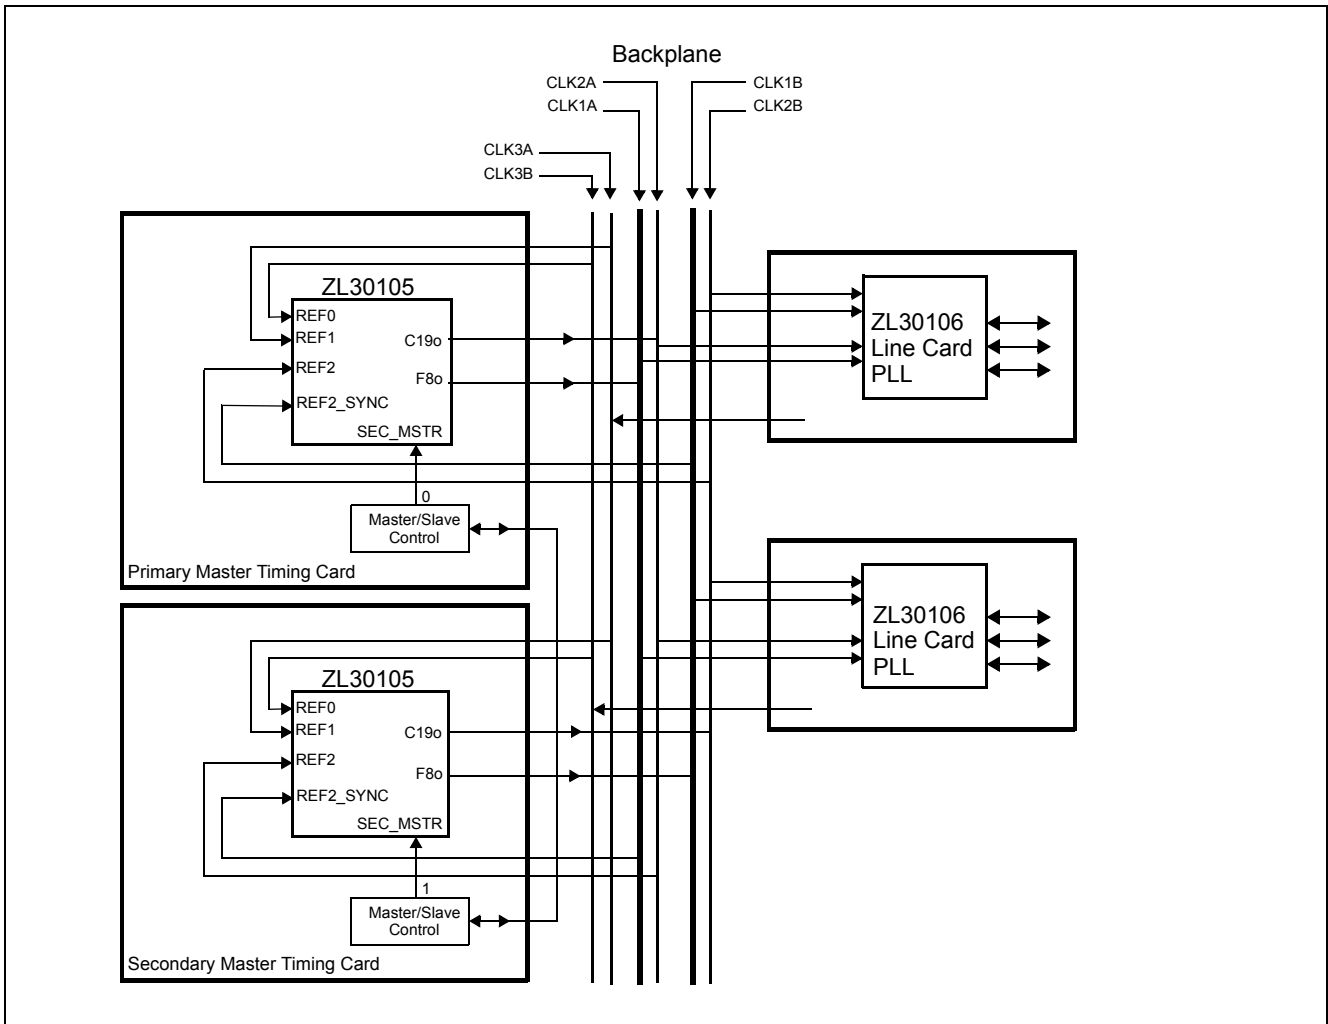 Backplane
CLK2A
CLK1B
CLK1A
CLK2B
CLK3A
CLK3B
ZL30105
REF0
REF1
C19o
REF2
F8o
REF2_SYNC
SEC_MSTR
0
Master/Slave
Control
Primary Master Timing Card
ZL30106
Line Card
PLL
ZL30105
REF0
REF1
C19o
REF2
F8o
REF2_SYNC
SEC_MSTR
1
Master/Slave
Control
Secondary Master Timing Card
ZL30106
Line Card
PLL